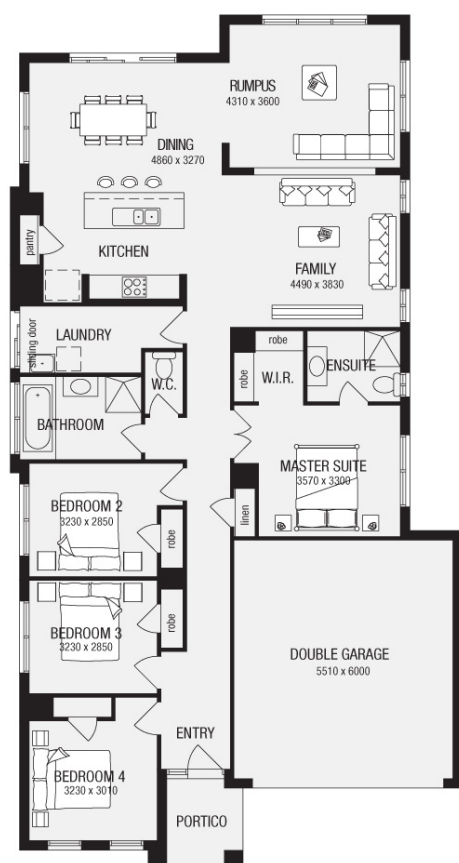 RUMPUS
4310 x 3600
DINING
4860 x 3270
pantry
KITCHEN
FAMILY
4490 x 3830
sliding door
LAUNDRY
robe
robe
W.I.R.
ENSUITE
W.C.
BATHROOM
MASTER SUITE
3570 x 3300
linen
BEDROOM 2
3230 x 2850
robe
BEDROOM 3
3230 x 2850
robe
DOUBLE GARAGE
5510 x 6000
ENTRY
BEDROOM 4
3230 x 3010
PORTICO